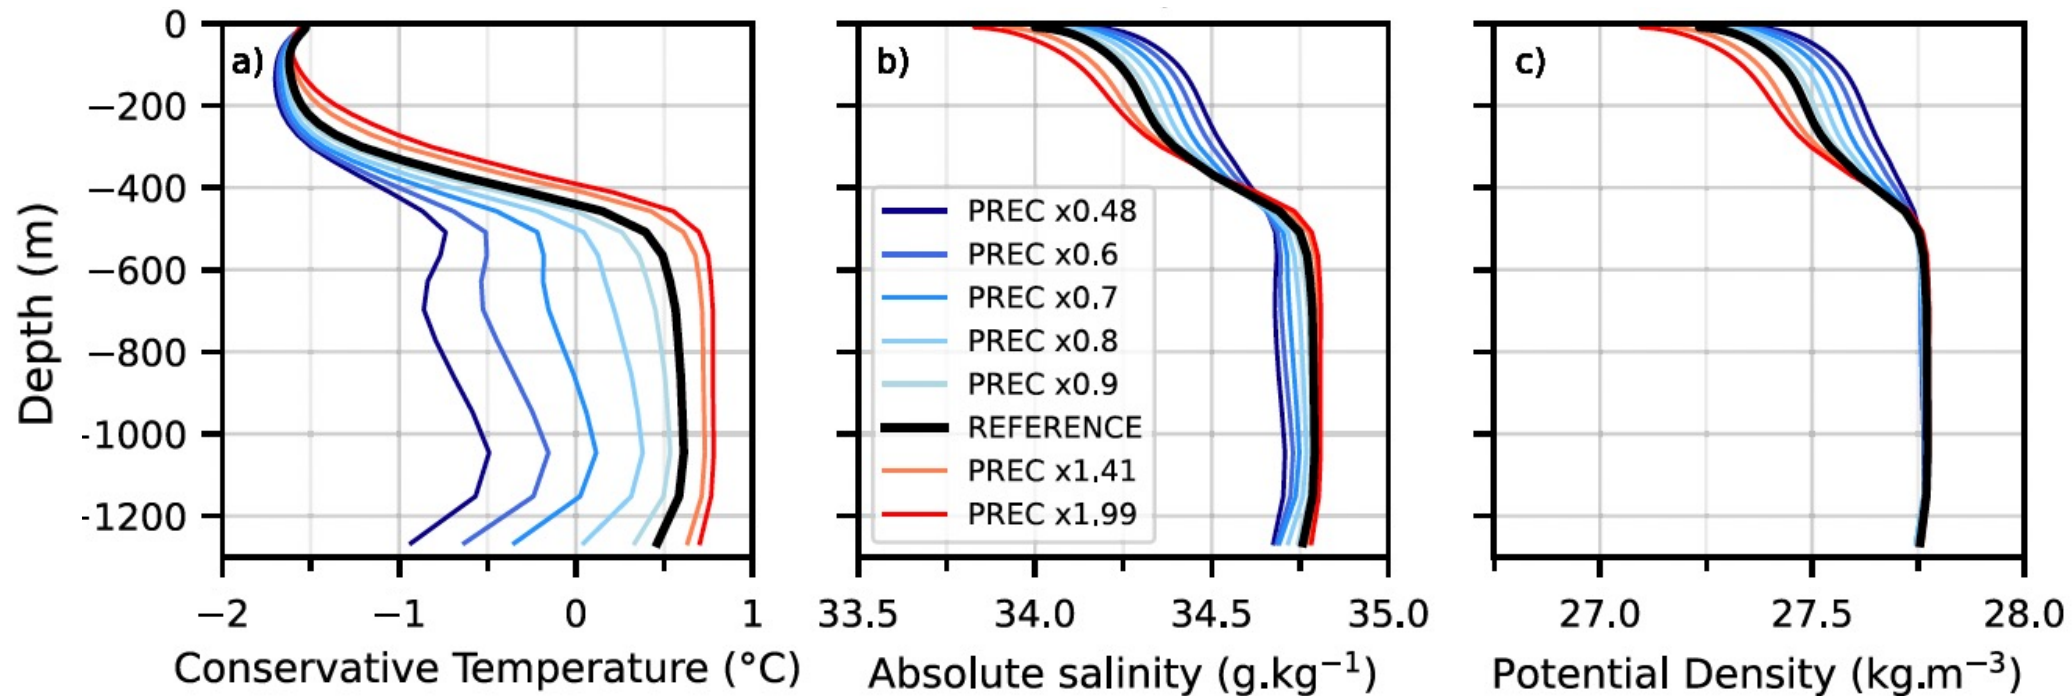 a)
b)
c)
0
−200
−400
−600
−800
-1000
-1200
Depth (m)
PREC x0.48
PREC x0.6
PREC x0.7
PREC x0.8
PREC x0.9
REFERENCE
PREC x1.41
PREC x1.99
−2 −1 0 1
33.5 34.0 34.5 35.0
27.0 27.5 28.0
Conservative Temperature (°C)
Absolute salinity (g.kg⁻¹)
Potential Density (kg.m⁻³)